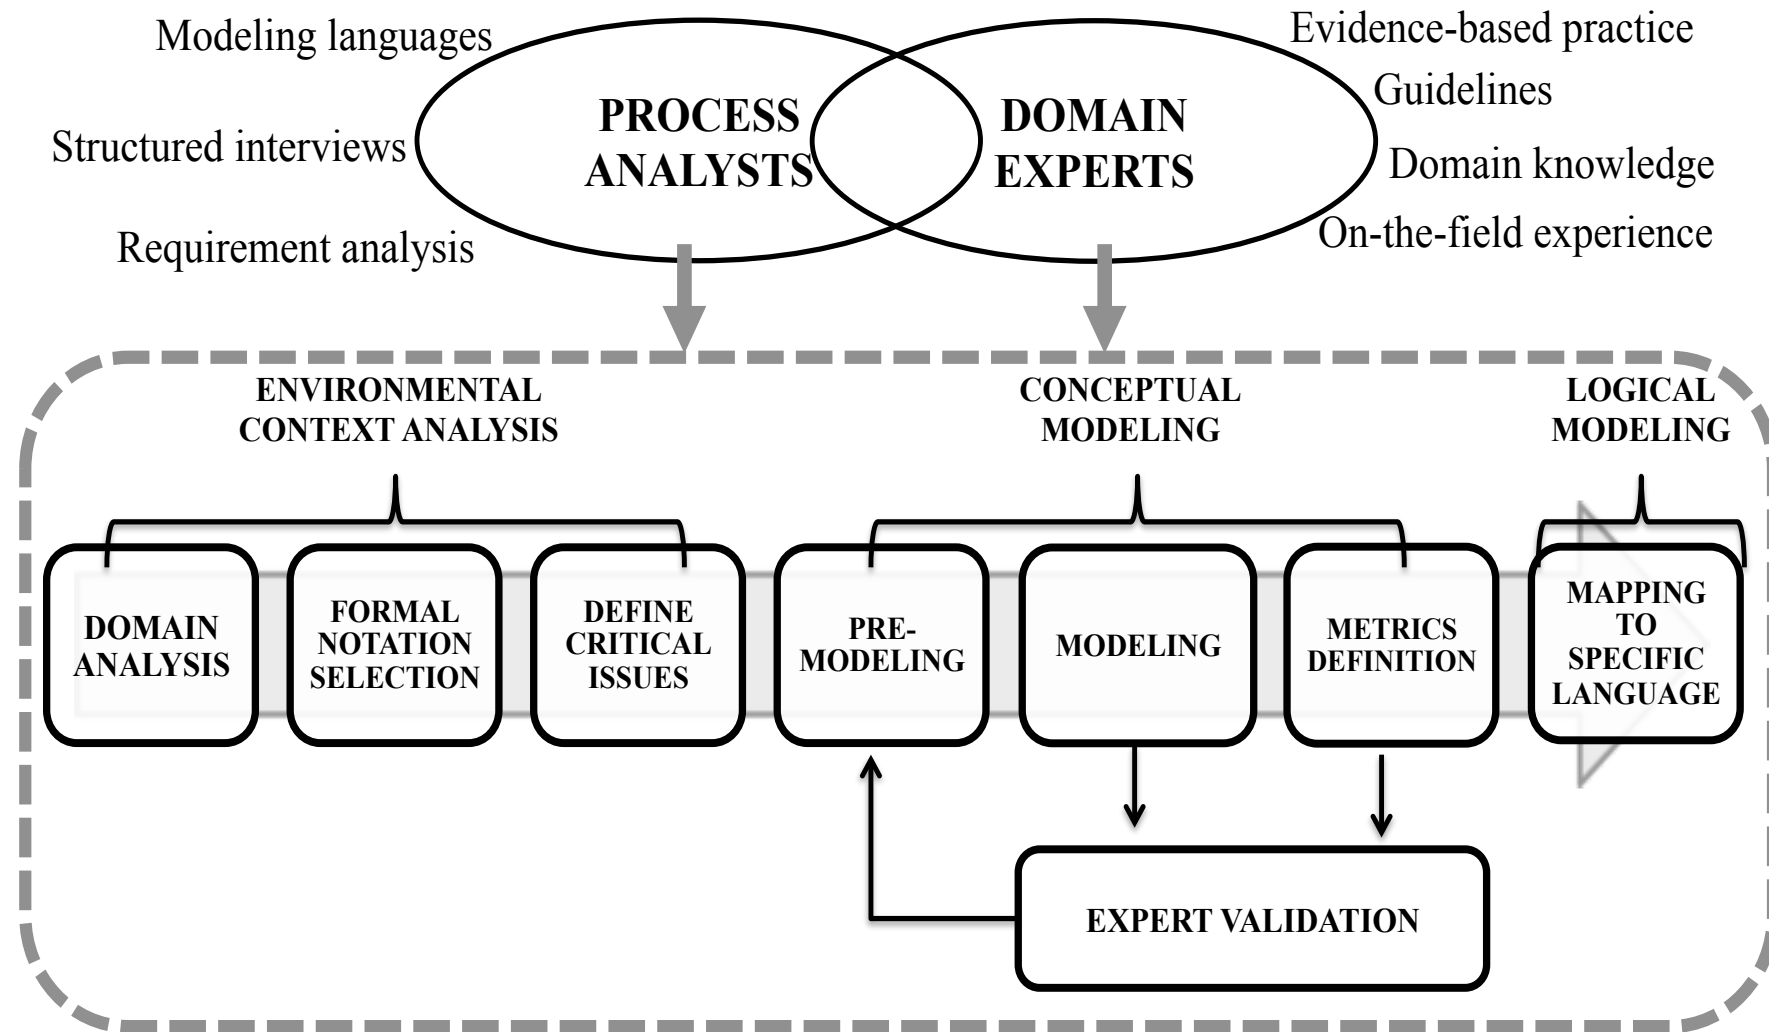 Modeling languages
Structured interviews
Requirement analysis
PROCESS
ANALYSTS
DOMAIN
EXPERTS
Evidence-based practice
Guidelines
Domain knowledge
On-the-field experience
ENVIRONMENTAL
CONTEXT ANALYSIS
CONCEPTUAL
MODELING
LOGICAL
MODELING
DOMAIN
ANALYSIS
FORMAL
NOTATION
SELECTION
DEFINE
CRITICAL
ISSUES
PRE-
MODELING
MODELING
METRICS
DEFINITION
MAPPING
TO
SPECIFIC
LANGUAGE
EXPERT VALIDATION